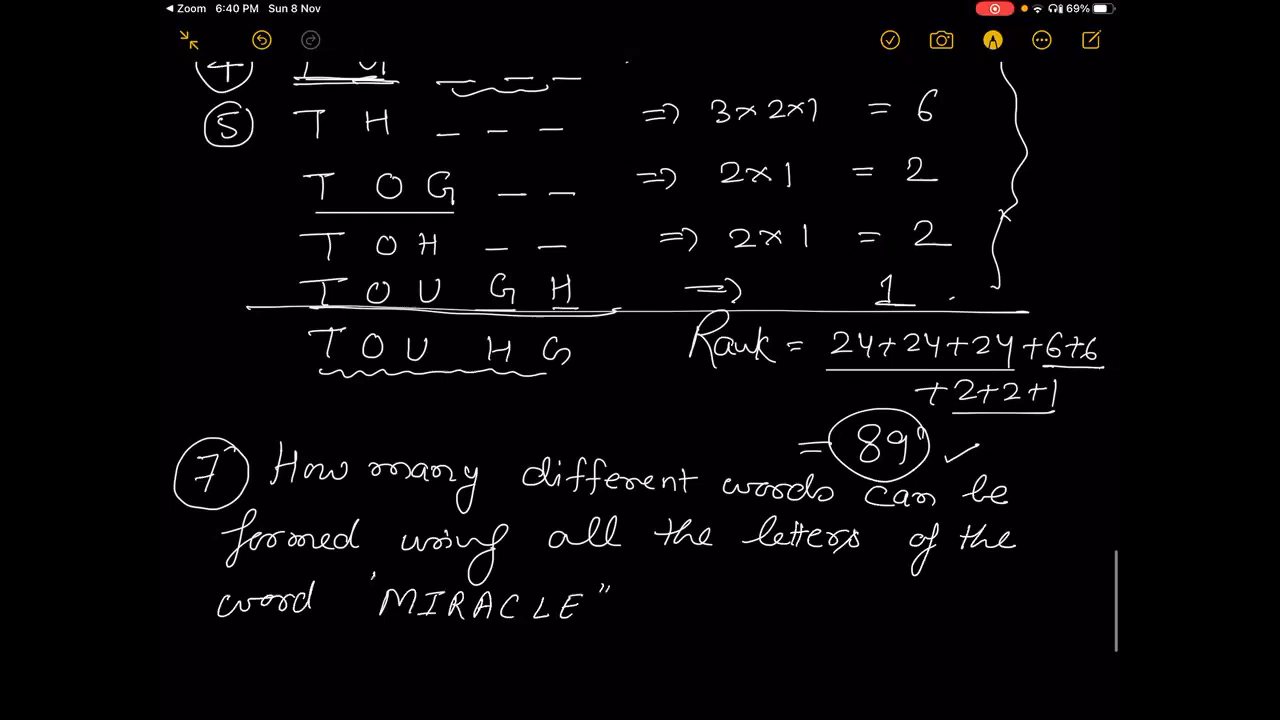 Zoom 6:40 PM Sun 8 Nov 69%
4
5 T H _ _ _ ⇒ 3×2×1 = 6
T O G _ _ ⇒ 2×1 = 2
T O H _ _ ⇒ 2×1 = 2
T O U G H ⇒ 1
T O U H G Rank = 24+24+24+6+6
+2+2+1
= 89
7 How many different words can be
formed using all the letters of the
word 'MIRACLE"